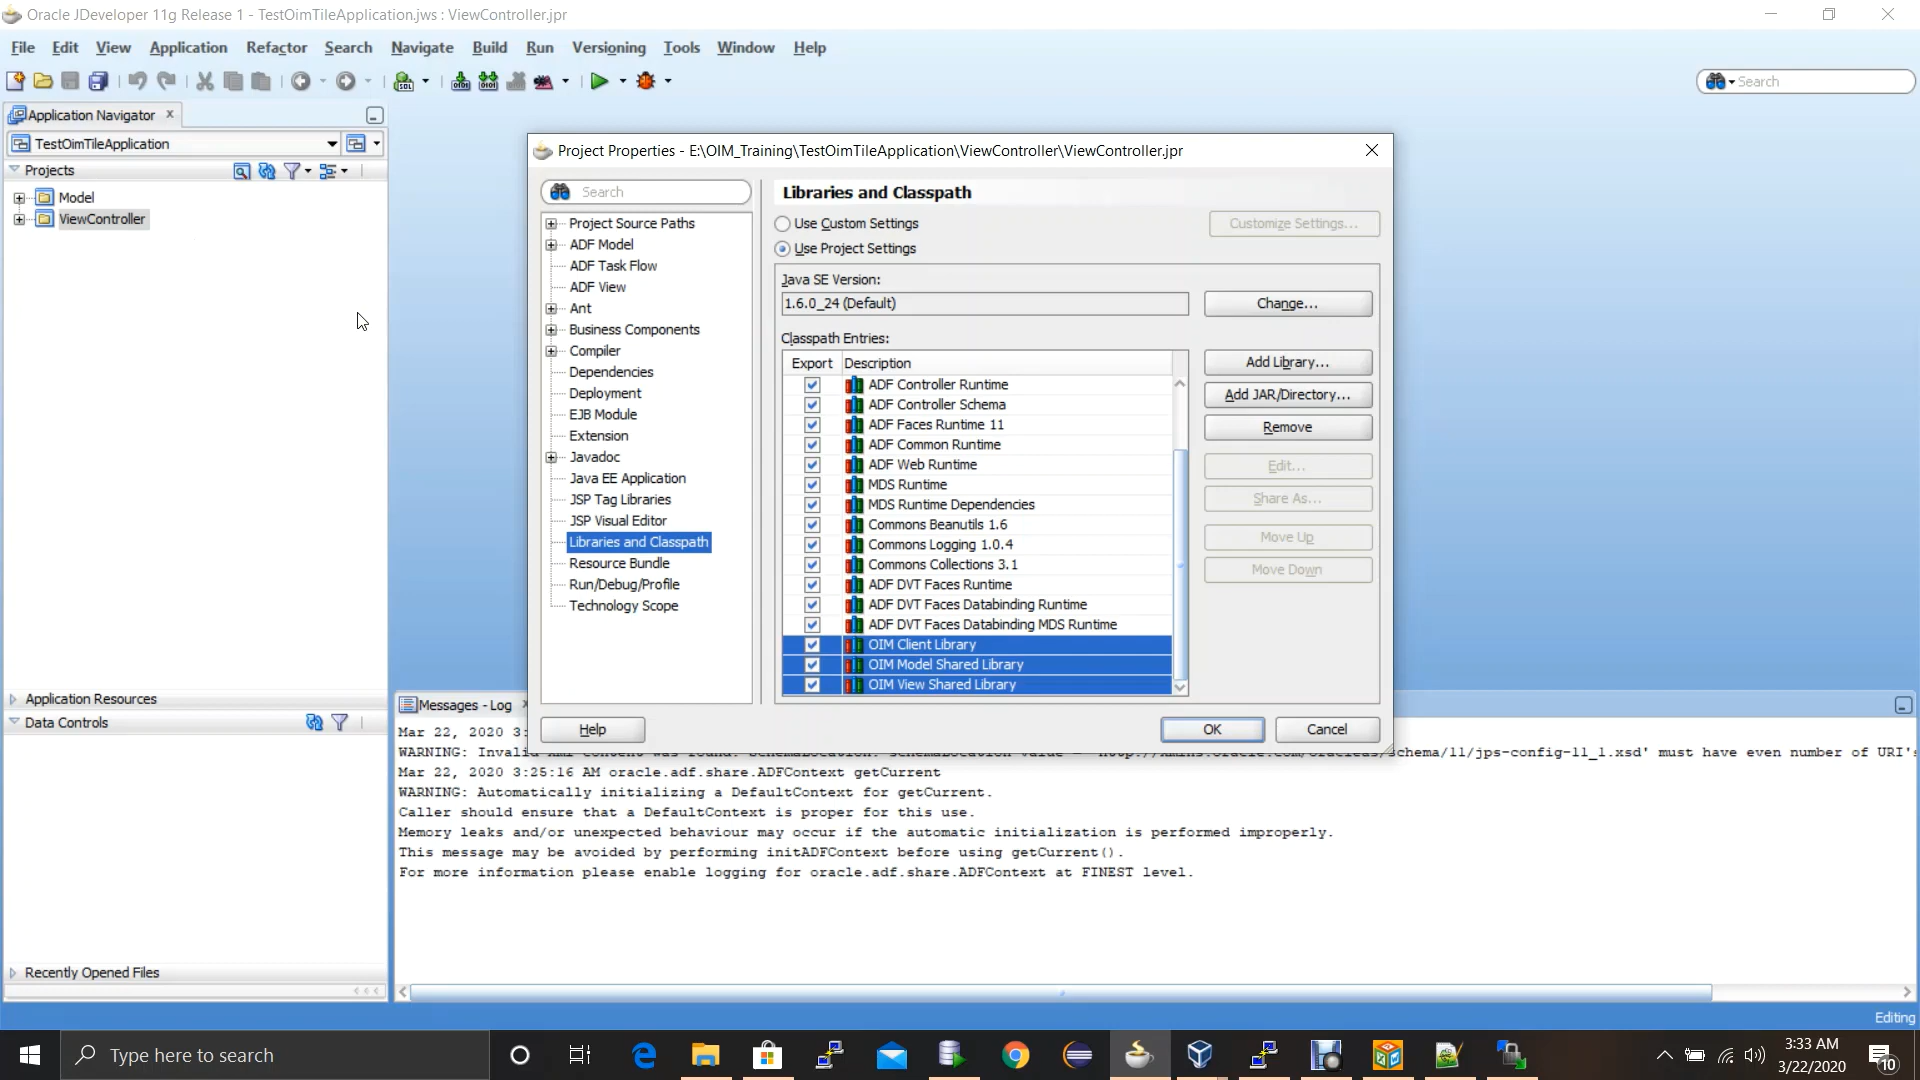 Oracle JDeveloper 11g Release 1 - TestOimTileApplication.jws : ViewController.jpr
File Edit View Application Refactor Search Navigate Build Run Versioning Tools Window Help
Search
Application Navigator
TestOimTileApplication
Projects
Model
ViewController
Project Properties - E:\OIM_Training\TestOimTileApplication\ViewController\ViewController.jpr
Search
Project Source Paths
ADF Model
ADF Task Flow
ADF View
Ant
Business Components
Compiler
Dependencies
Deployment
EJB Module
Extension
Javadoc
Java EE Application
JSP Tag Libraries
JSP Visual Editor
Libraries and Classpath
Resource Bundle
Run/Debug/Profile
Technology Scope
Libraries and Classpath
Use Custom Settings
Customize Settings...
Use Project Settings
Java SE Version:
1.6.0_24 (Default)
Change...
Classpath Entries:
Export Description
ADF Controller Runtime
ADF Controller Schema
ADF Faces Runtime 11
ADF Common Runtime
ADF Web Runtime
MDS Runtime
MDS Runtime Dependencies
Commons Beanutils 1.6
Commons Logging 1.0.4
Commons Collections 3.1
ADF DVT Faces Runtime
ADF DVT Faces Databinding Runtime
ADF DVT Faces Databinding MDS Runtime
OIM Client Library
OIM Model Shared Library
OIM View Shared Library
Add Library...
Add JAR/Directory...
Remove
Edit...
Share As...
Move Up
Move Down
Help
OK
Cancel
Application Resources
Data Controls
Recently Opened Files
Messages - Log
Mar 22, 2020 3:
WARNING: Invalid
schema/11/jps-config-11_1.xsd' must have even number of URI's
Mar 22, 2020 3:25:16 AM oracle.adf.share.ADFContext getCurrent
WARNING: Automatically initializing a DefaultContext for getCurrent.
Caller should ensure that a DefaultContext is proper for this use.
Memory leaks and/or unexpected behaviour may occur if the automatic initialization is performed improperly.
This message may be avoided by performing initADFContext before using getCurrent().
For more information please enable logging for oracle.adf.share.ADFContext at FINEST level.
Editing
Type here to search
3:33 AM
3/22/2020
10